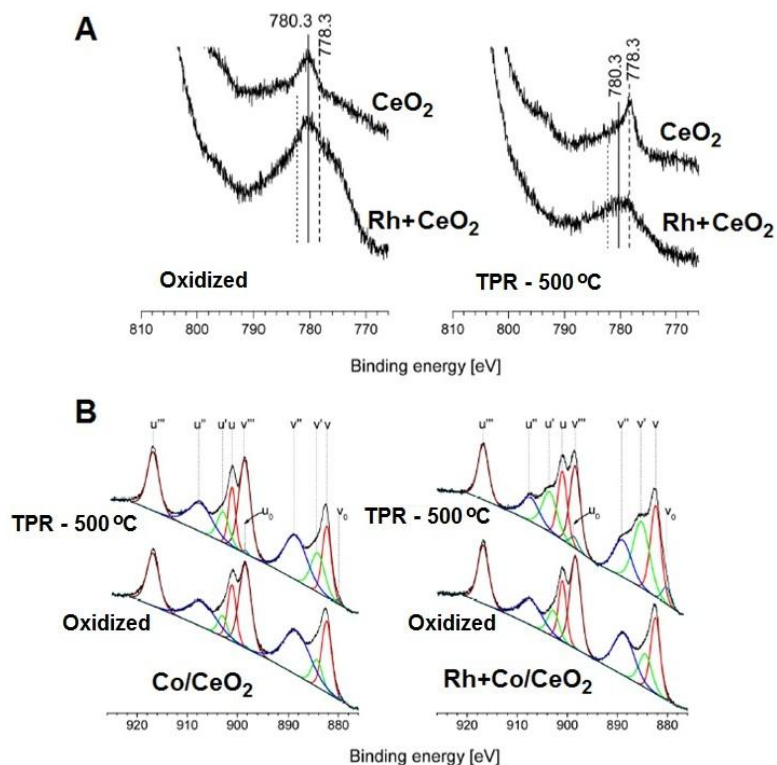 A
780.3
778.3
780.3
778.3
CeO₂
CeO₂
Rh+CeO₂
Rh+CeO₂
Oxidized
TPR - 500 °C
810 800 790 780 770
810 800 790 780 770
Binding energy [eV]
B
u''' u'' u' u v''' v'' v' v
u''' u'' u' u v''' v'' v' v
TPR - 500 °C
u₀
v₀
TPR - 500 °C
u₀
v₀
Oxidized
Oxidized
Co/CeO₂
Rh+Co/CeO₂
920 910 900 890 880
920 910 900 890 880
Binding energy [eV]